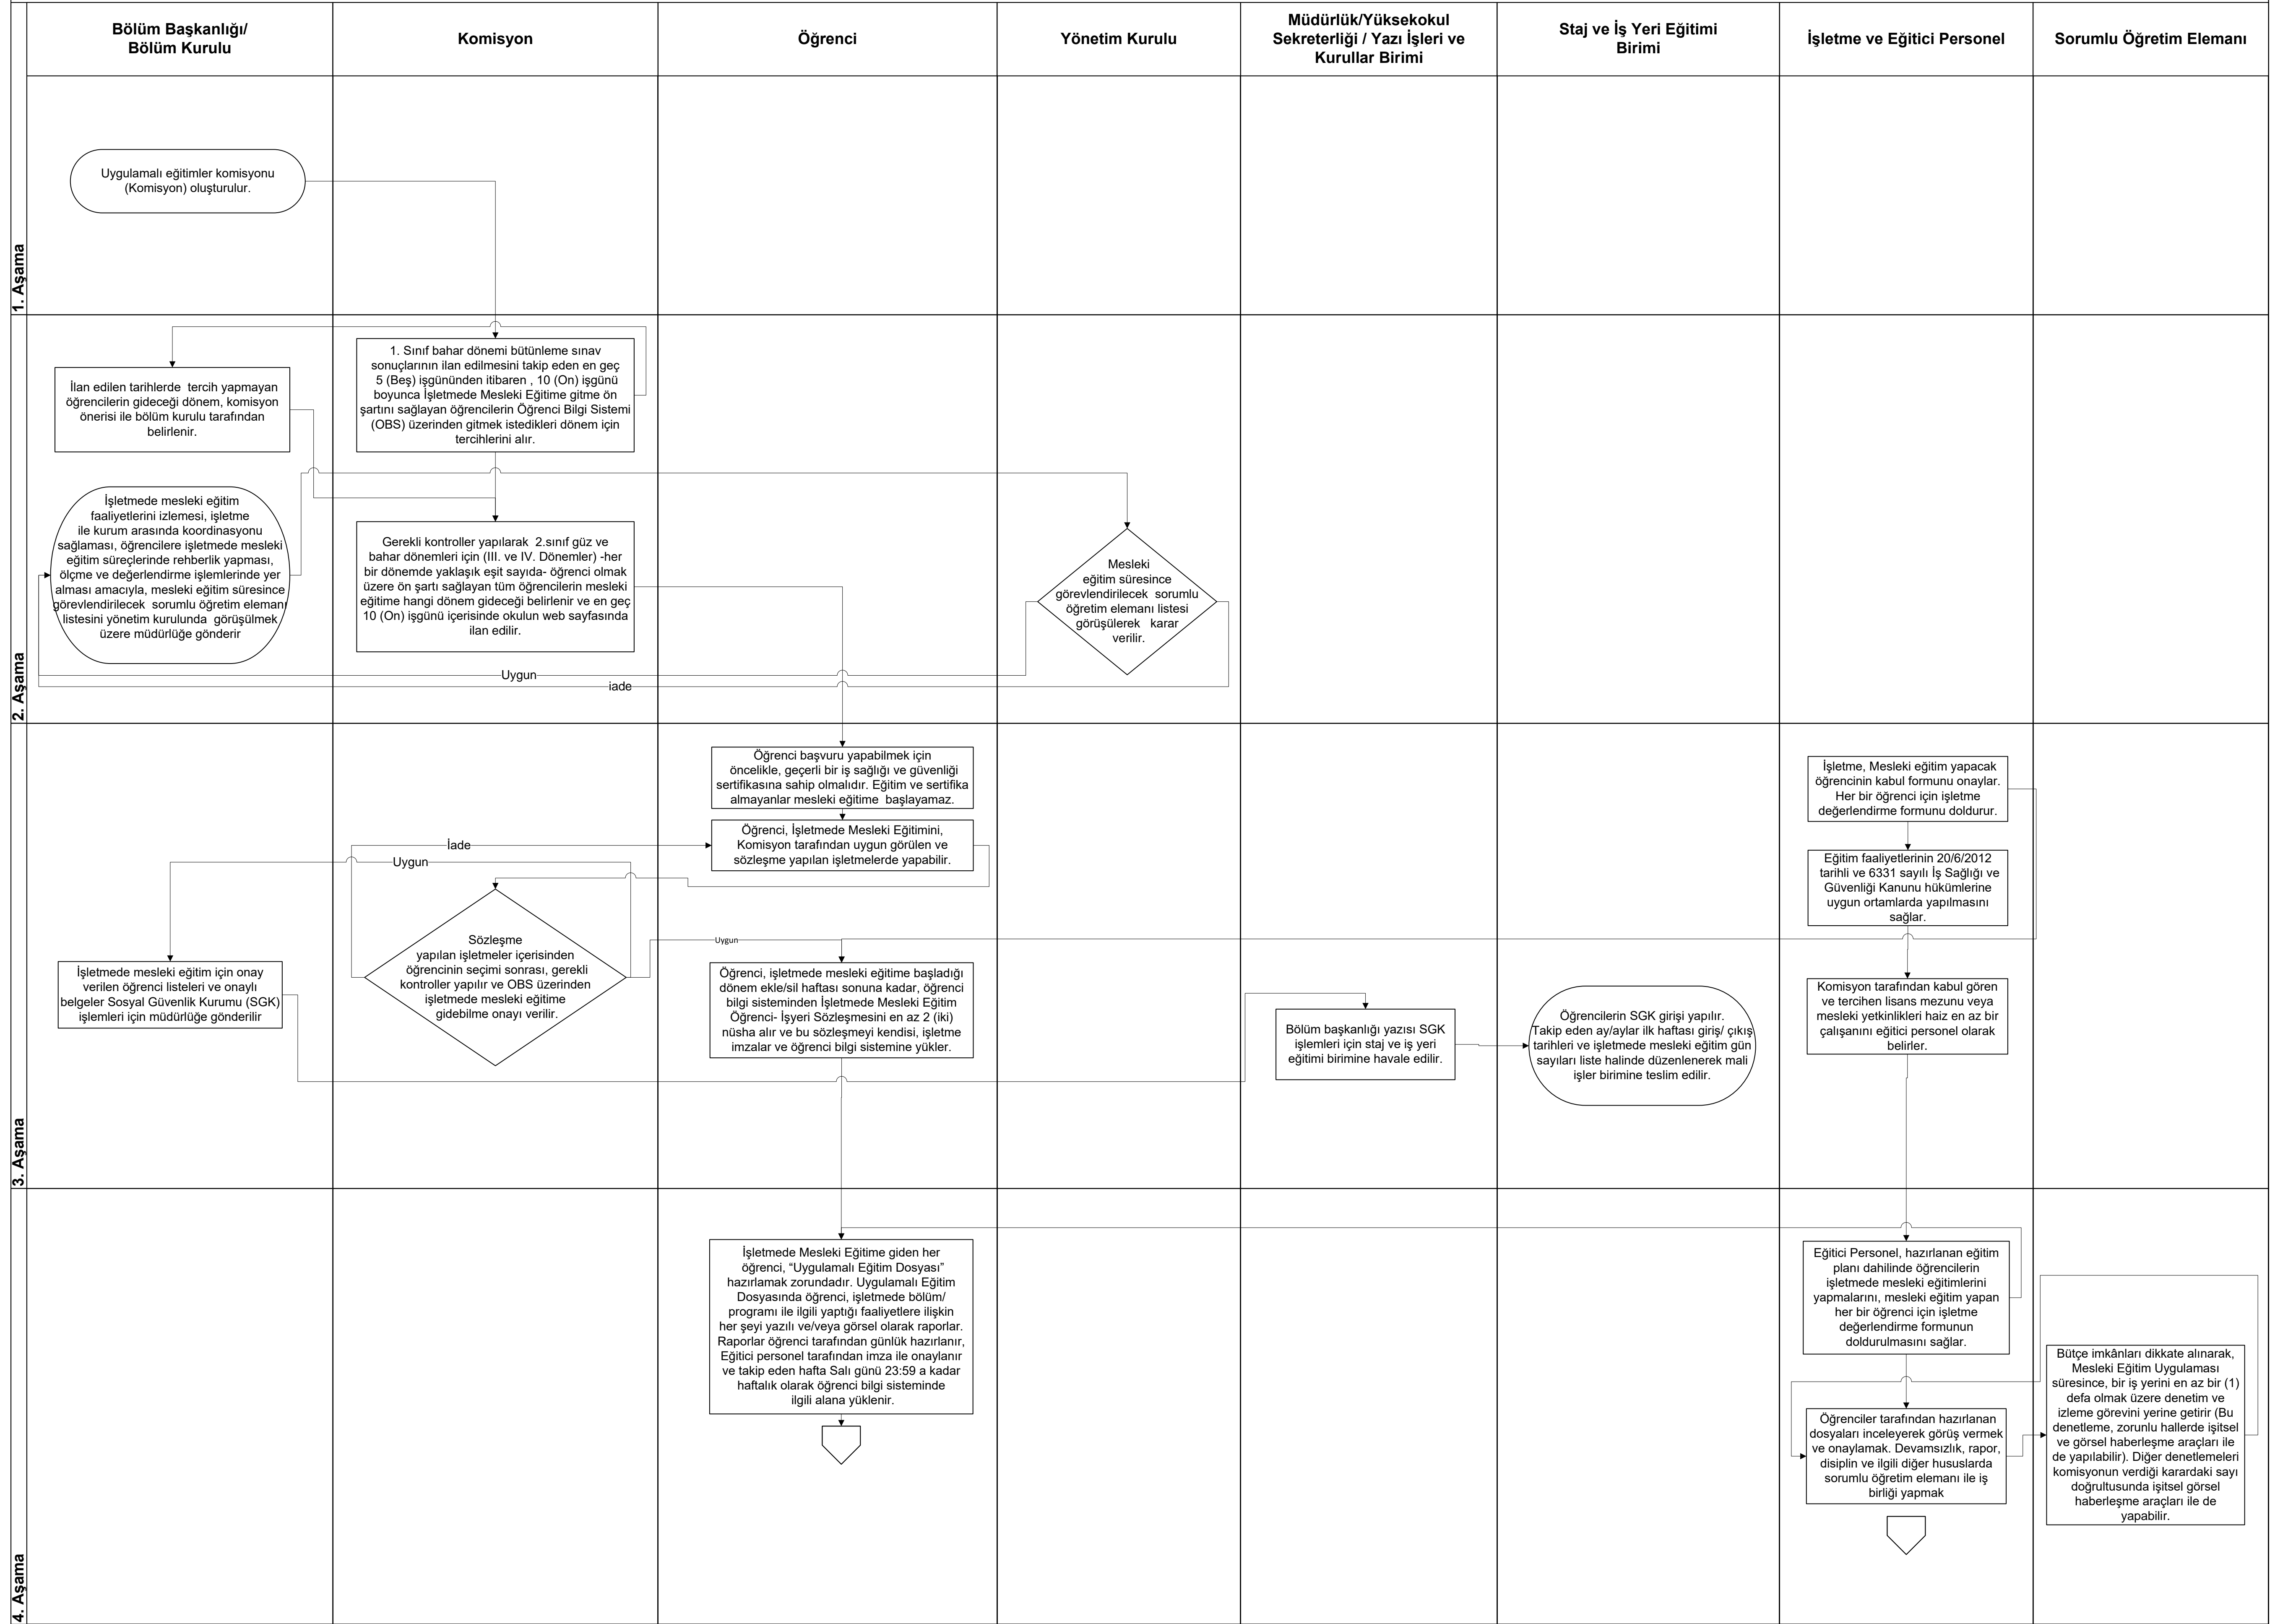 Bölüm Başkanlığı/
Bölüm Kurulu
Komisyon
Öğrenci
Yönetim Kurulu
Müdürlük/Yüksekokul
Sekreterliği / Yazı İşleri ve
Kurullar Birimi
Staj ve İş Yeri Eğitimi
Birimi
İşletme ve Eğitici Personel
Sorumlu Öğretim Elemanı
1. Aşama
Uygulamalı eğitimler komisyonu
(Komisyon) oluşturulur.
2. Aşama
İlan edilen tarihlerde tercih yapmayan
öğrencilerin gideceği dönem, komisyon
önerisi ile bölüm kurulu tarafından
belirlenir.
1. Sınıf bahar dönemi bütünleme sınav
sonuçlarının ilan edilmesini takip eden en geç
5 (Beş) işgününden itibaren , 10 (On) işgünü
boyunca İşletmede Mesleki Eğitime gitme ön
şartını sağlayan öğrencilerin Öğrenci Bilgi Sistemi
(OBS) üzerinden gitmek istedikleri dönem için
tercihlerini alır.
İşletmede mesleki eğitim
faaliyetlerini izlemesi, işletme
ile kurum arasında koordinasyonu
sağlaması, öğrencilere işletmede mesleki
eğitim süreçlerinde rehberlik yapması,
ölçme ve değerlendirme işlemlerinde yer
alması amacıyla, mesleki eğitim süresince
görevlendirilecek sorumlu öğretim elemanı
listesini yönetim kurulunda görüşülmek
üzere müdürlüğe gönderir
Gerekli kontroller yapılarak 2.sınıf güz ve
bahar dönemleri için (III. ve IV. Dönemler) -her
bir dönemde yaklaşık eşit sayıda- öğrenci olmak
üzere ön şartı sağlayan tüm öğrencilerin mesleki
eğitime hangi dönem gideceği belirlenir ve en geç
10 (On) işgünü içerisinde okulun web sayfasında
ilan edilir.
Mesleki
eğitim süresince
görevlendirilecek sorumlu
öğretim elemanı listesi
görüşülerek karar
verilir.
Uygun
iade
3. Aşama
Öğrenci başvuru yapabilmek için
öncelikle, geçerli bir iş sağlığı ve güvenliği
sertifikasına sahip olmalıdır. Eğitim ve sertifika
almayanlar mesleki eğitime başlayamaz.
Öğrenci, İşletmede Mesleki Eğitimini,
Komisyon tarafından uygun görülen ve
sözleşme yapılan işletmelerde yapabilir.
İade
Uygun
Sözleşme
yapılan işletmeler içerisinden
öğrencinin seçimi sonrası, gerekli
kontroller yapılır ve OBS üzerinden
işletmede mesleki eğitime
gidebilme onayı verilir.
Uygun
İşletmede mesleki eğitim için onay
verilen öğrenci listeleri ve onaylı
belgeler Sosyal Güvenlik Kurumu (SGK)
işlemleri için müdürlüğe gönderilir
Öğrenci, işletmede mesleki eğitime başladığı
dönem ekle/sil haftası sonuna kadar, öğrenci
bilgi sisteminden İşletmede Mesleki Eğitim
Öğrenci- İşyeri Sözleşmesini en az 2 (iki)
nüsha alır ve bu sözleşmeyi kendisi, işletme
imzalar ve öğrenci bilgi sistemine yükler.
Bölüm başkanlığı yazısı SGK
işlemleri için staj ve iş yeri
eğitimi birimine havale edilir.
Öğrencilerin SGK girişi yapılır.
Takip eden ay/aylar ilk haftası giriş/ çıkış
tarihleri ve işletmede mesleki eğitim gün
sayıları liste halinde düzenlenerek mali
işler birimine teslim edilir.
İşletme, Mesleki eğitim yapacak
öğrencinin kabul formunu onaylar.
Her bir öğrenci için işletme
değerlendirme formunu doldurur.
Eğitim faaliyetlerinin 20/6/2012
tarihli ve 6331 sayılı İş Sağlığı ve
Güvenliği Kanunu hükümlerine
uygun ortamlarda yapılmasını
sağlar.
Komisyon tarafından kabul gören
ve tercihen lisans mezunu veya
mesleki yetkinlikleri haiz en az bir
çalışanını eğitici personel olarak
belirler.
4. Aşama
İşletmede Mesleki Eğitime giden her
öğrenci, “Uygulamalı Eğitim Dosyası”
hazırlamak zorundadır. Uygulamalı Eğitim
Dosyasında öğrenci, işletmede bölüm/
programı ile ilgili yaptığı faaliyetlere ilişkin
her şeyi yazılı ve/veya görsel olarak raporlar.
Raporlar öğrenci tarafından günlük hazırlanır,
Eğitici personel tarafından imza ile onaylanır
ve takip eden hafta Salı günü 23:59 a kadar
haftalık olarak öğrenci bilgi sisteminde
ilgili alana yüklenir.
Eğitici Personel, hazırlanan eğitim
planı dahilinde öğrencilerin
işletmede mesleki eğitimlerini
yapmalarını, mesleki eğitim yapan
her bir öğrenci için işletme
değerlendirme formunun
doldurulmasını sağlar.
Öğrenciler tarafından hazırlanan
dosyaları inceleyerek görüş vermek
ve onaylamak. Devamsızlık, rapor,
disiplin ve ilgili diğer hususlarda
sorumlu öğretim elemanı ile iş
birliği yapmak
Bütçe imkânları dikkate alınarak,
Mesleki Eğitim Uygulaması
süresince, bir iş yerini en az bir (1)
defa olmak üzere denetim ve
izleme görevini yerine getirir (Bu
denetleme, zorunlu hallerde işitsel
ve görsel haberleşme araçları ile
de yapılabilir). Diğer denetlemeleri
komisyonun verdiği karardaki sayı
doğrultusunda işitsel görsel
haberleşme araçları ile de
yapabilir.